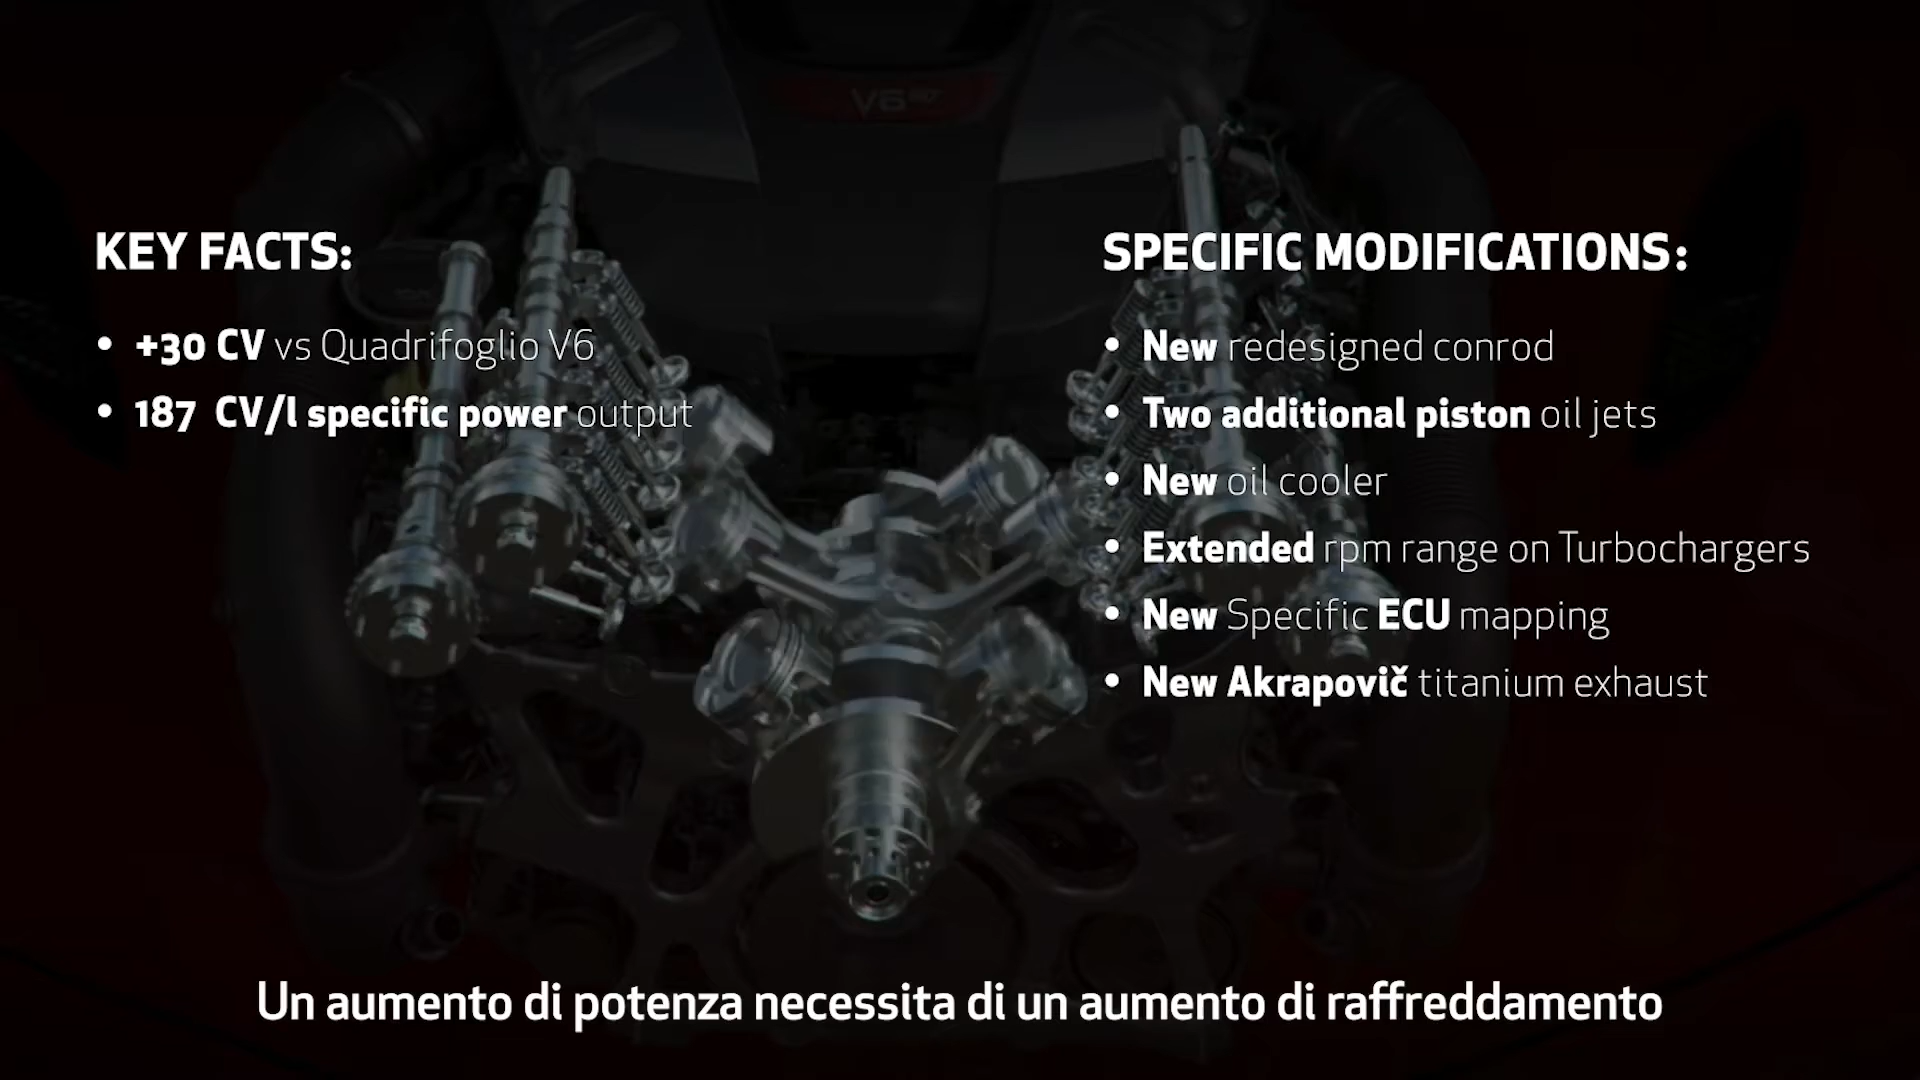 V6
KEY FACTS:
• +30 CV vs Quadrifoglio V6
• 187 CV/l specific power output
SPECIFIC MODIFICATIONS:
• New redesigned conrod
• Two additional piston oil jets
• New oil cooler
• Extended rpm range on Turbochargers
• New Specific ECU mapping
• New Akrapovič titanium exhaust
Un aumento di potenza necessita di un aumento di raffreddamento